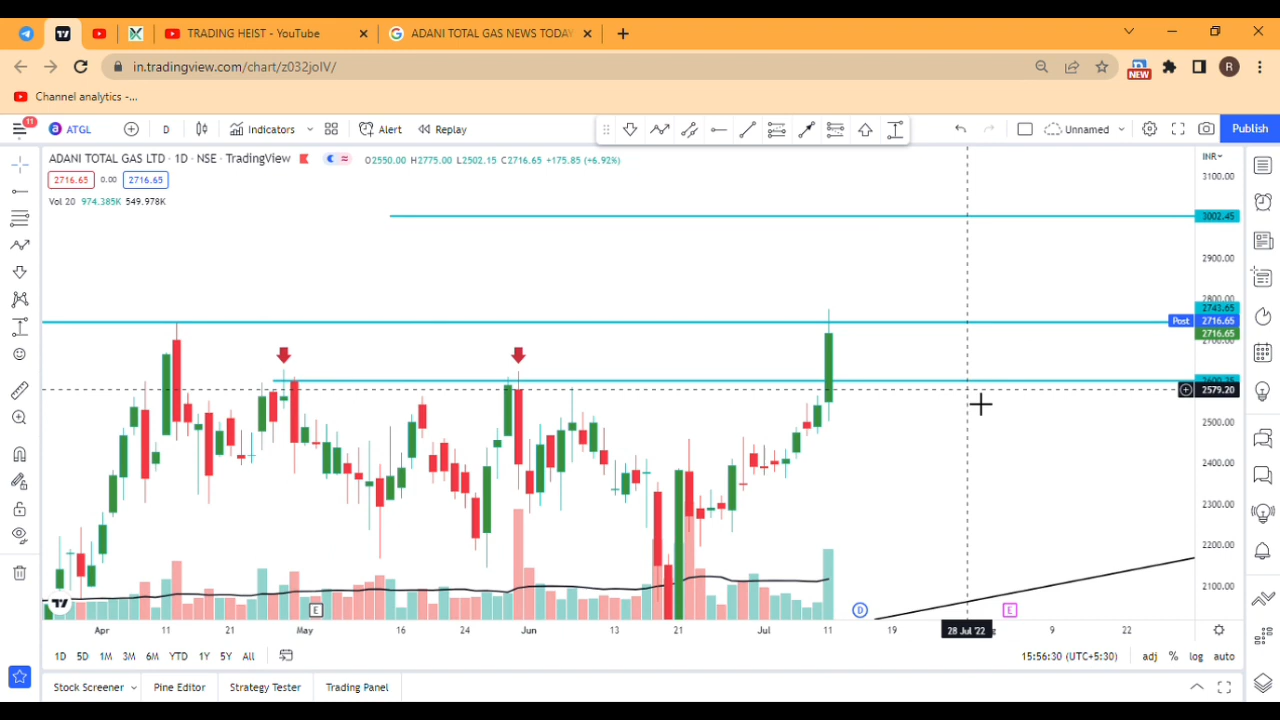 TRADING HEIST - YouTube
ADANI TOTAL GAS NEWS TODAY
in.tradingview.com/chart/z032joIV/
NEW
R
Channel analytics -...
11
ATGL
D
Indicators
Alert
Replay
Unnamed
Publish
ADANI TOTAL GAS LTD · 1D · NSE · TradingView
O2550.00 H2775.00 L2502.15 C2716.65 +175.85 (+6.92%)
INR
2716.65 0.00 2716.65
Vol 20 974.385K 549.978K
3100.00
3002.45
2900.00
2800.00
2743.65
Post 2716.65
2716.65
2700.00
2579.20
2500.00
2400.00
2300.00
2200.00
2100.00
E
D
E
Apr 11 21 May 16 24 Jun 13 21 Jul 11 19 28 Jul '22 9 22
1D 5D 1M 3M 6M YTD 1Y 5Y All
15:56:30 (UTC+5:30) adj % log auto
Stock Screener Pine Editor Strategy Tester Trading Panel